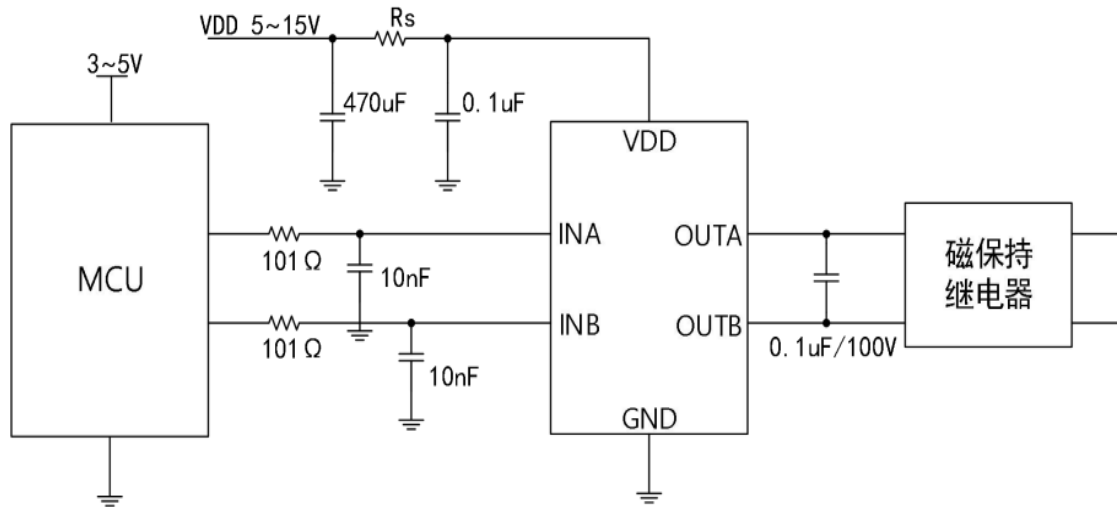 VDD 5~15V
Rs
3~5V
470uF
0.1uF
VDD
MCU
101Ω
10nF
INA
OUTA
磁保持
继电器
101Ω
10nF
INB
OUTB
0.1uF/100V
GND